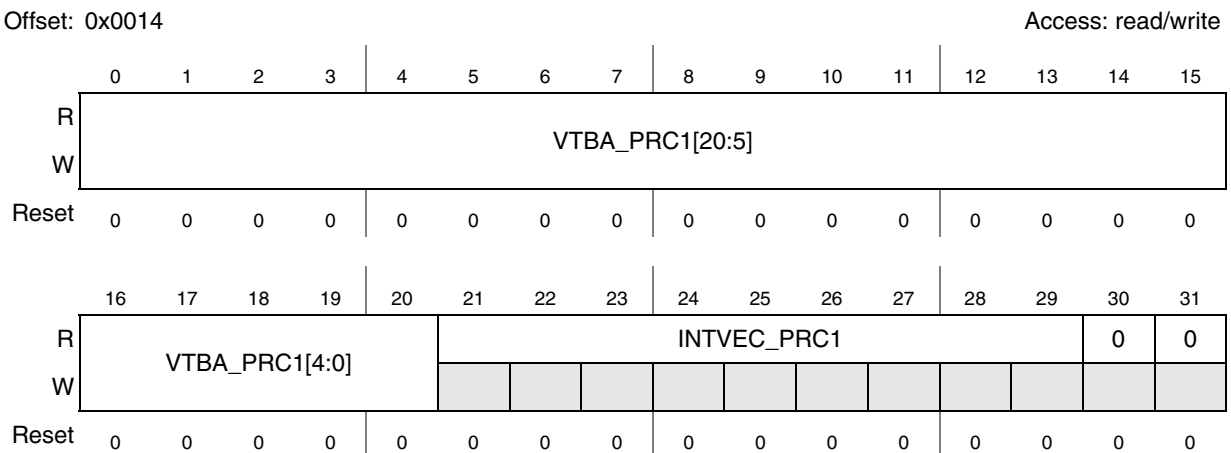 Offset: 0x0014 Access: read/write
0 1 2 3 4 5 6 7 8 9 10 11 12 13 14 15
R
VTBA_PRC1[20:5]
W
Reset 0 0 0 0 0 0 0 0 0 0 0 0 0 0 0 0
16 17 18 19 20 21 22 23 24 25 26 27 28 29 30 31
R INTVEC_PRC1 0 0
VTBA_PRC1[4:0]
W
Reset 0 0 0 0 0 0 0 0 0 0 0 0 0 0 0 0